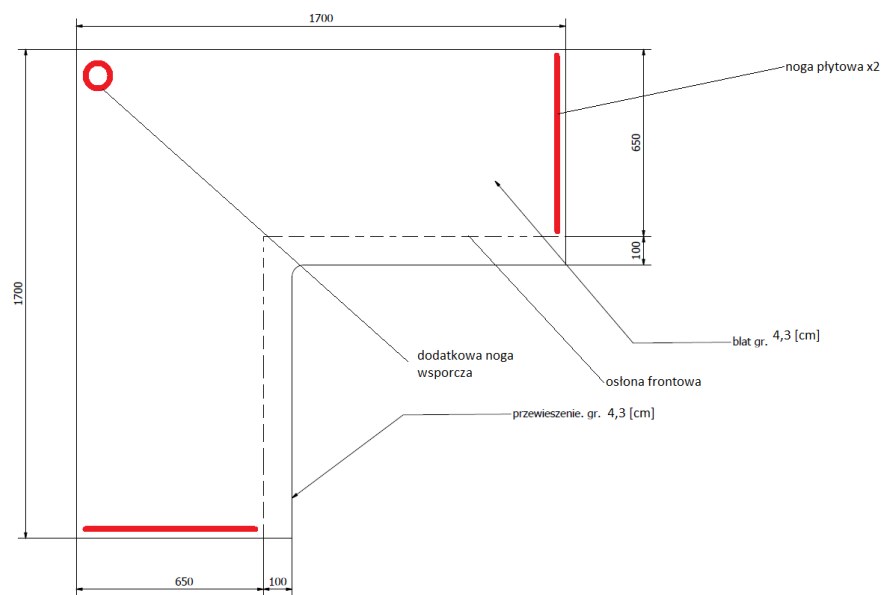 1700
noga płytowa x2
650
100
1700
blat gr. 4,3 [cm]
dodatkowa noga
wsporcza
osłona frontowa
przewieszenie. gr. 4,3 [cm]
650
100